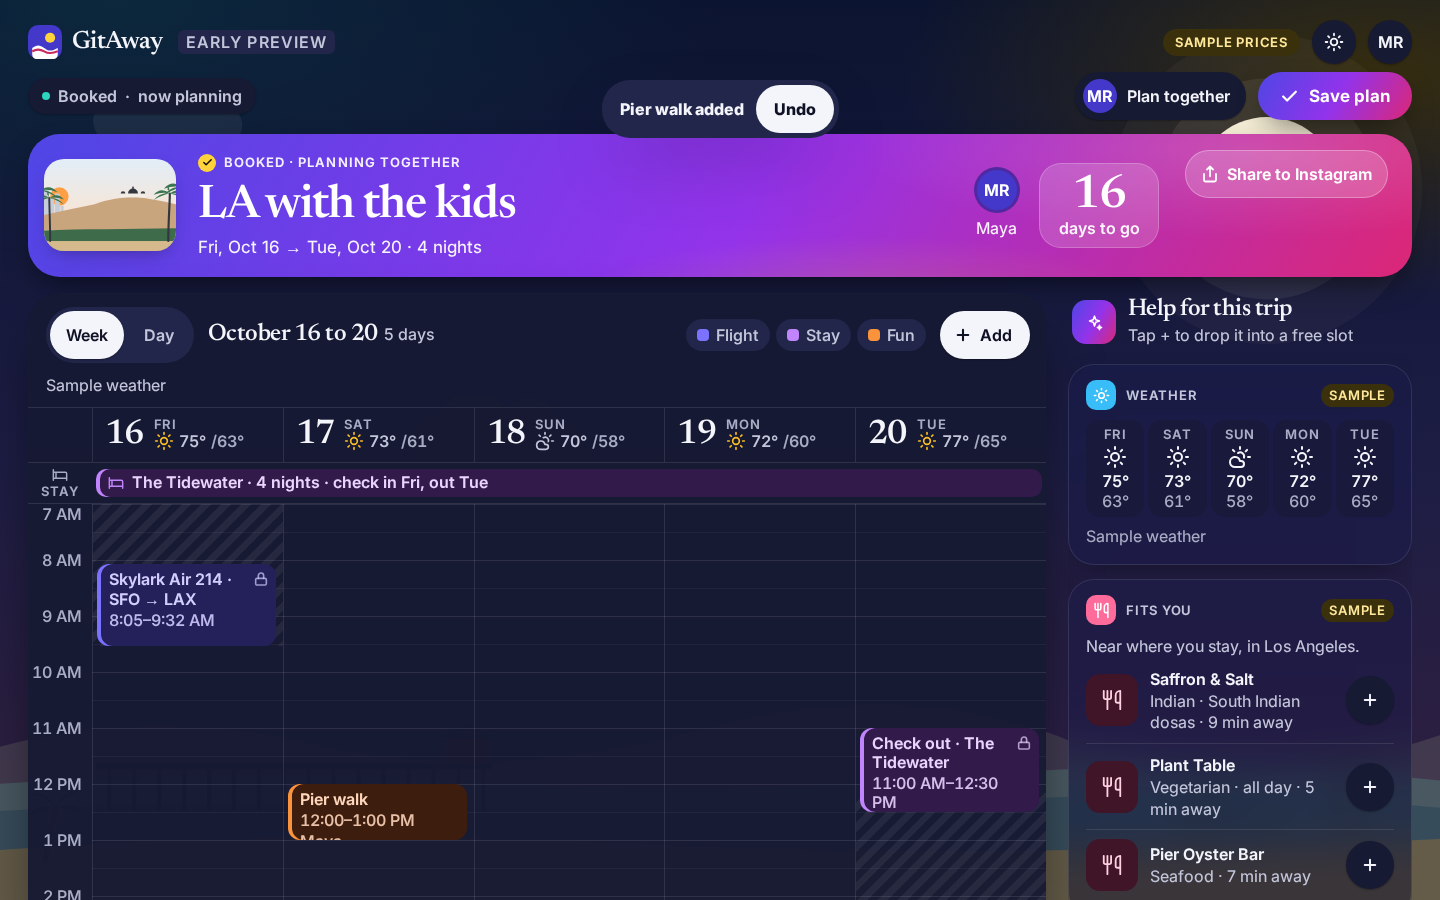 GitAway EARLY PREVIEW
SAMPLE PRICES
MR
Booked · now planning
Pier walk added Undo
MR Plan together
Save plan
BOOKED · PLANNING TOGETHER
LA with the kids
Fri, Oct 16 → Tue, Oct 20 · 4 nights
MR
Maya
16
days to go
Share to Instagram
Week Day October 16 to 20 5 days
Flight Stay Fun + Add
Sample weather
16 FRI 75° /63°
17 SAT 73° /61°
18 SUN 70° /58°
19 MON 72° /60°
20 TUE 77° /65°
STAY
The Tidewater · 4 nights · check in Fri, out Tue
7 AM
8 AM
9 AM
10 AM
11 AM
12 PM
1 PM
2 PM
Skylark Air 214 ·
SFO → LAX
8:05–9:32 AM
Pier walk
12:00–1:00 PM
Maya
Check out · The
Tidewater
11:00 AM–12:30
PM
Help for this trip
Tap + to drop it into a free slot
WEATHER SAMPLE
FRI SAT SUN MON TUE
75° 73° 70° 72° 77°
63° 61° 58° 60° 65°
Sample weather
FITS YOU SAMPLE
Near where you stay, in Los Angeles.
Saffron & Salt
Indian · South Indian
dosas · 9 min away
+
Plant Table
Vegetarian · all day · 5
min away
+
Pier Oyster Bar
Seafood · 7 min away
+